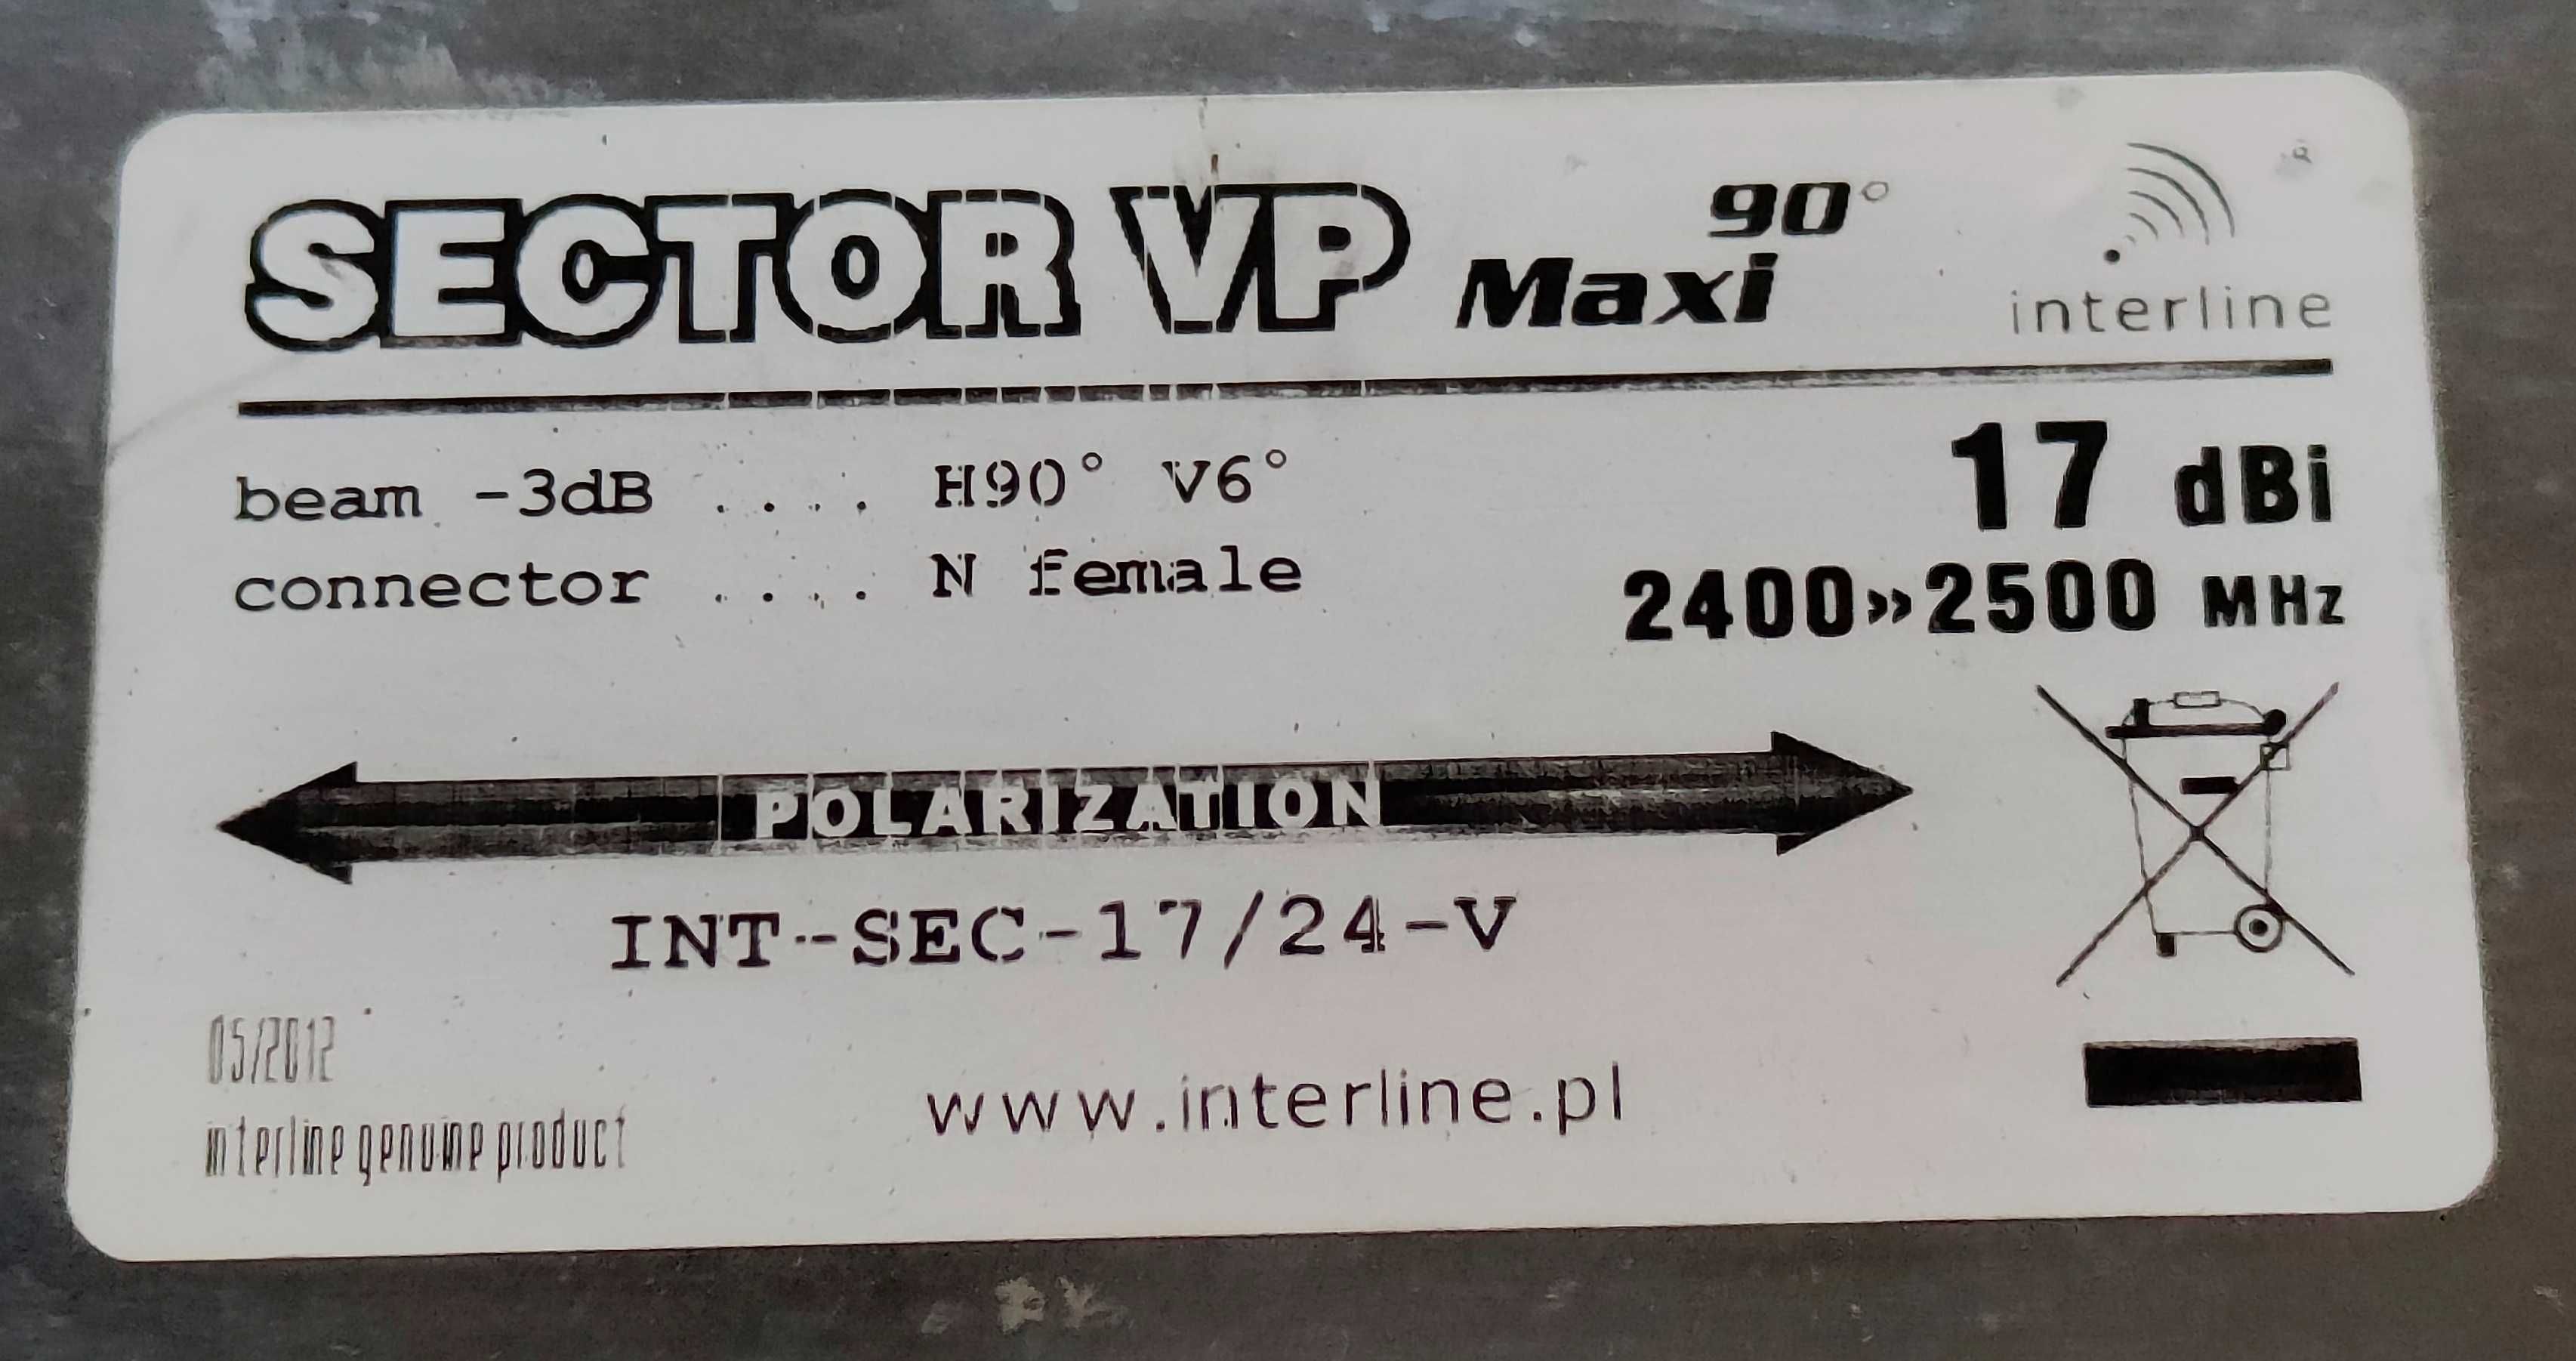 SECTOR VP Maxi 90°
interline
beam -3dB .... H90° V6°
connector .... N female
17 dBi
2400»2500 MHz
POLARIZATION
INT-SEC-17/24-V
05/2012
interline genuine product
www.interline.pl